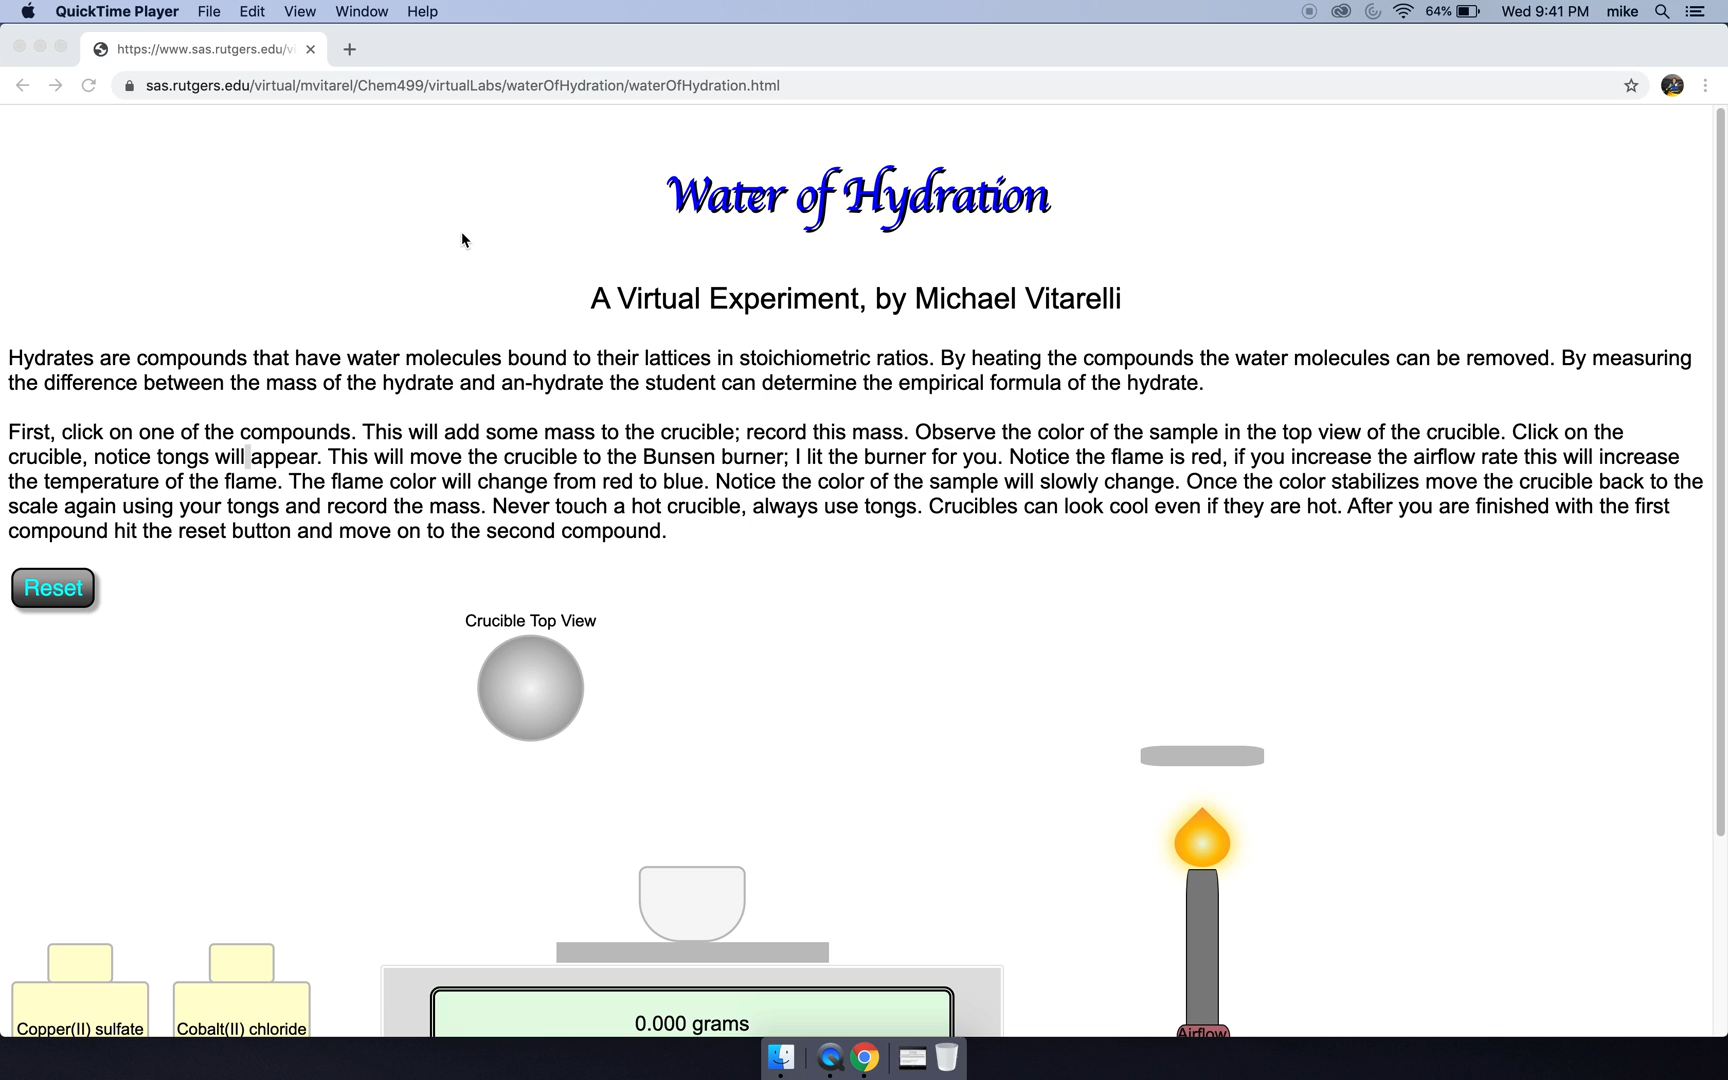 QuickTime Player File Edit View Window Help 64% Wed 9:41 PM mike
https://www.sas.rutgers.edu/vi
sas.rutgers.edu/virtual/mvitarel/Chem499/virtualLabs/waterOfHydration/waterOfHydration.html
Water of Hydration
A Virtual Experiment, by Michael Vitarelli
Hydrates are compounds that have water molecules bound to their lattices in stoichiometric ratios. By heating the compounds the water molecules can be removed. By measuring
the difference between the mass of the hydrate and an-hydrate the student can determine the empirical formula of the hydrate.
First, click on one of the compounds. This will add some mass to the crucible; record this mass. Observe the color of the sample in the top view of the crucible. Click on the
crucible, notice tongs will appear. This will move the crucible to the Bunsen burner; I lit the burner for you. Notice the flame is red, if you increase the airflow rate this will increase
the temperature of the flame. The flame color will change from red to blue. Notice the color of the sample will slowly change. Once the color stabilizes move the crucible back to the
scale again using your tongs and record the mass. Never touch a hot crucible, always use tongs. Crucibles can look cool even if they are hot. After you are finished with the first
compound hit the reset button and move on to the second compound.
Reset
Crucible Top View
Copper(II) sulfate
Cobalt(II) chloride
0.000 grams
Airflow